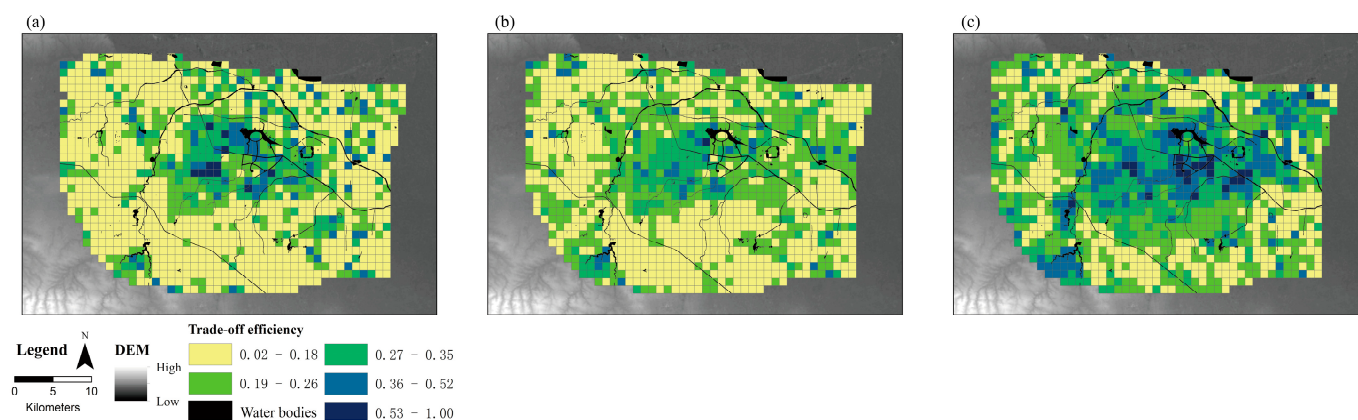 (a)
(b)
(c)
Legend
N
0 5 10
Kilometers
DEM
High
Low
Trade-off efficiency
0.02 - 0.18
0.27 - 0.35
0.19 - 0.26
0.36 - 0.52
Water bodies
0.53 - 1.00